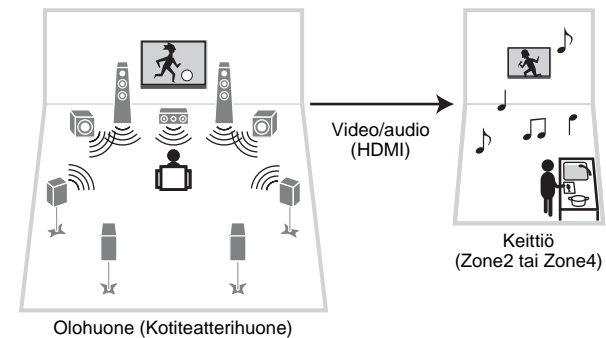 Video/audio
(HDMI)
Keittiö
(Zone2 tai Zone4)
Olohuone (Kotiteatterihuone)